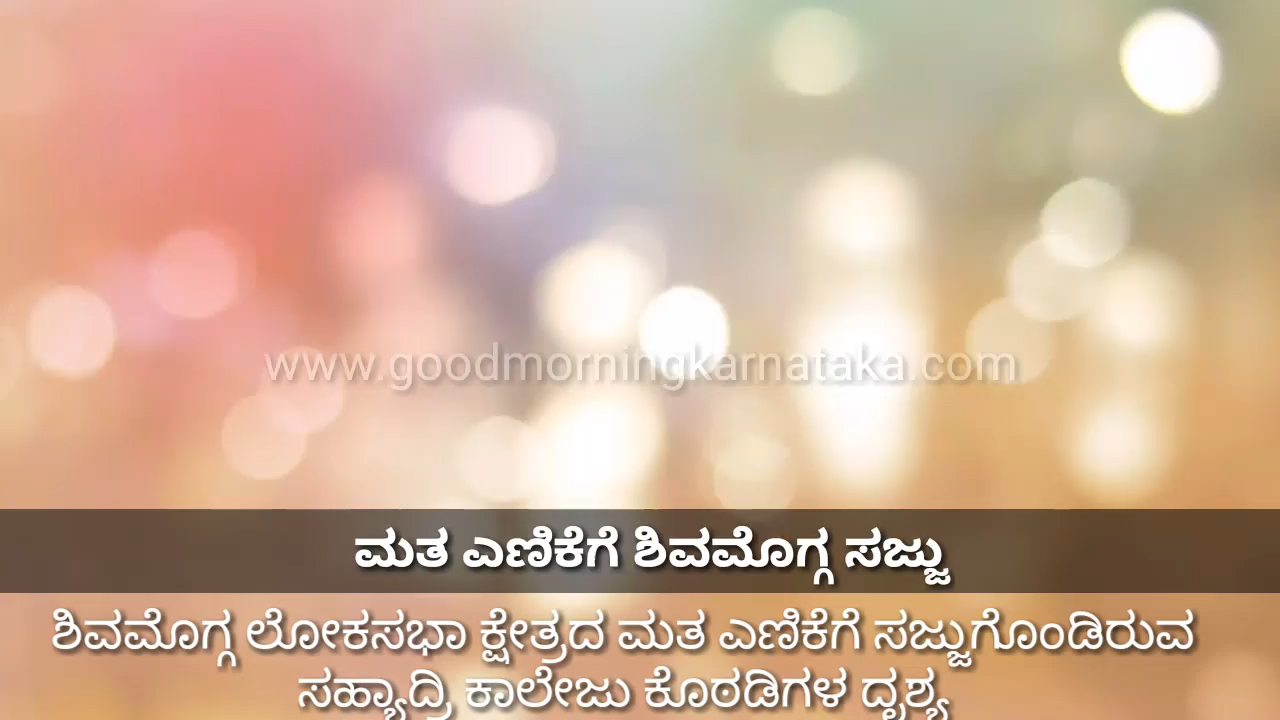 www.goodmorningkarnataka.com
ಮತ ಎಣಿಕೆಗೆ ಶಿವಮೊಗ್ಗ ಸಜ್ಜು
ಶಿವಮೊಗ್ಗ ಲೋಕಸಭಾ ಕ್ಷೇತ್ರದ ಮತ ಎಣಿಕೆಗೆ ಸಜ್ಜುಗೊಂಡಿರುವ
ಸಹ್ಯಾದ್ರಿ ಕಾಲೇಜು ಕೊಠಡಿಗಳ ದೃಶ್ಯ